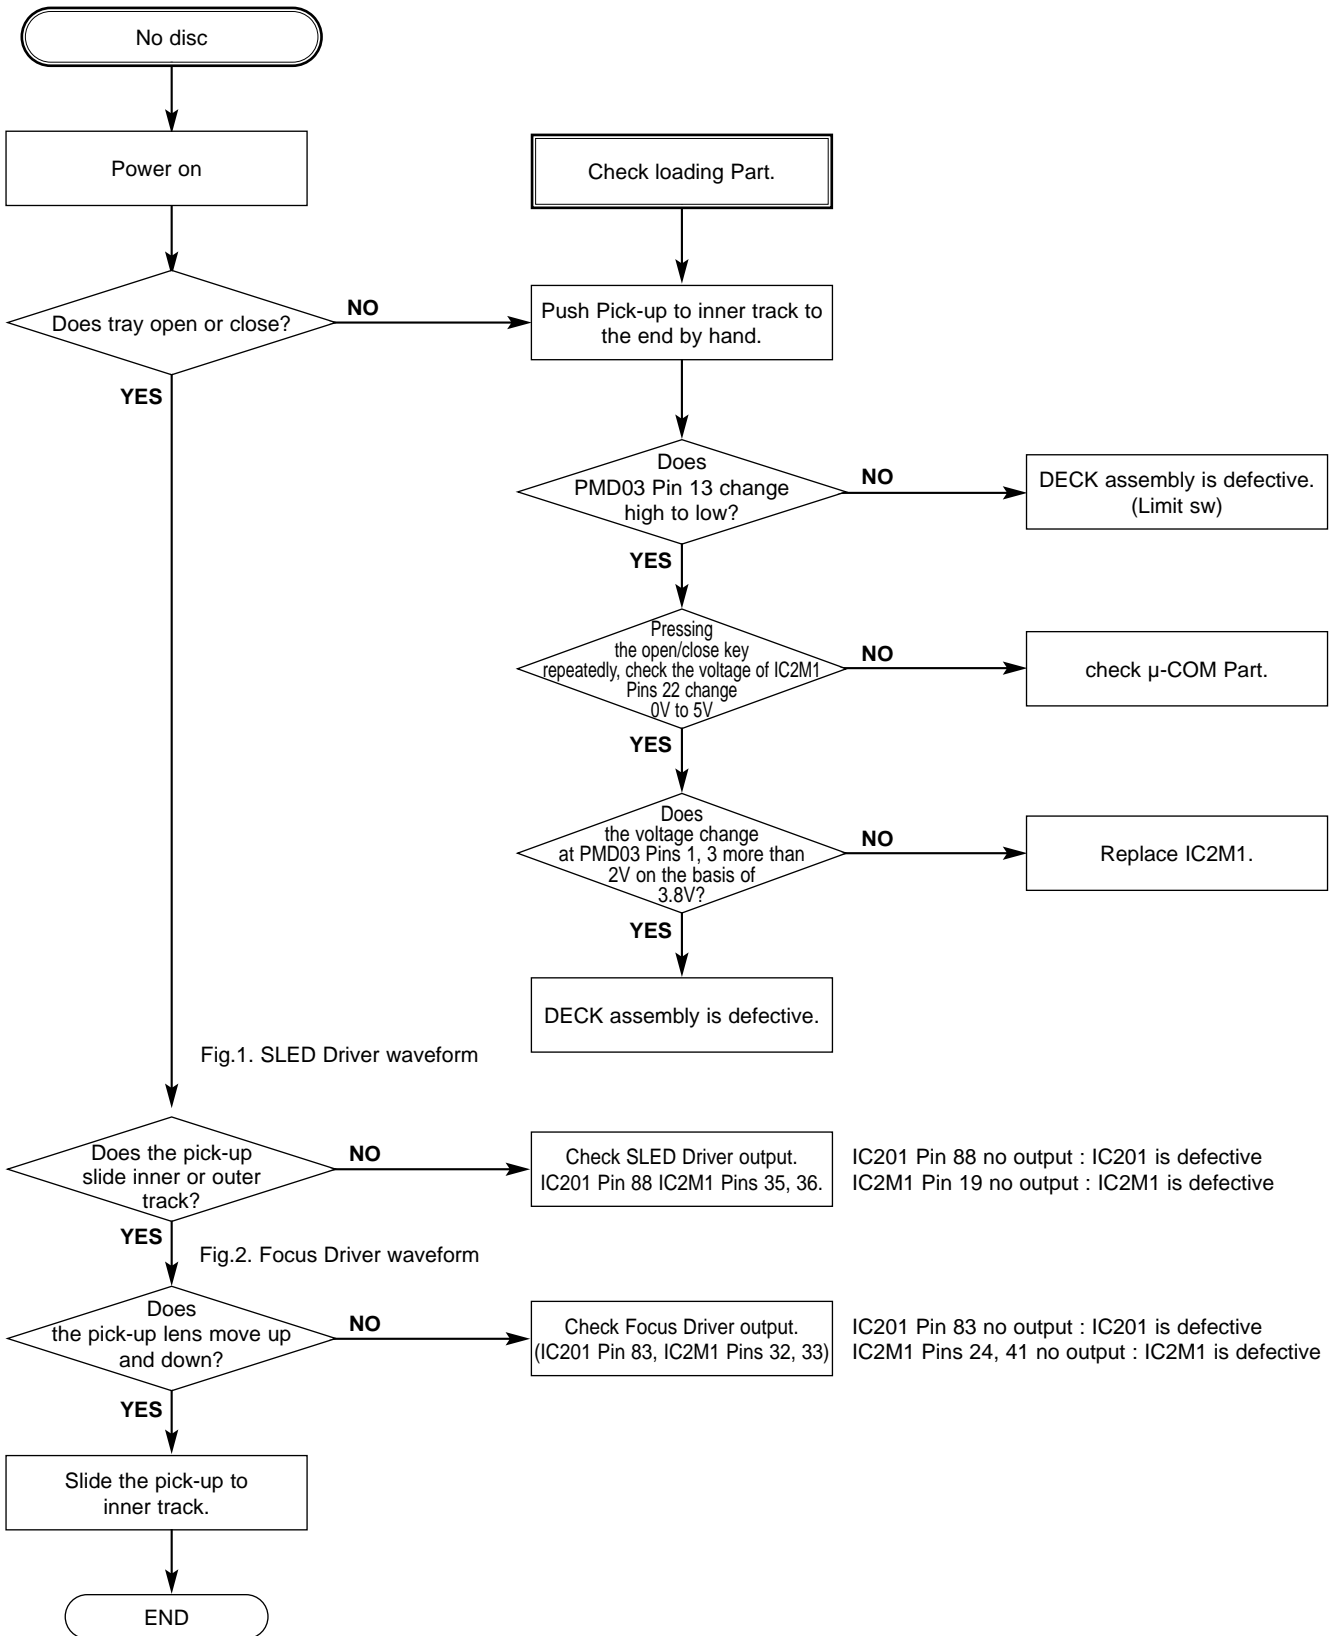 No disc
Power on
Check loading Part.
Does tray open or close?
NO
Push Pick-up to inner track to
the end by hand.
YES
Does
PMD03 Pin 13 change
high to low?
NO
DECK assembly is defective.
(Limit sw)
YES
Pressing
the open/close key
repeatedly, check the voltage of IC2M1
Pins 22 change
0V to 5V
NO
check µ-COM Part.
YES
Does
the voltage change
at PMD03 Pins 1, 3 more than
2V on the basis of
3.8V?
NO
Replace IC2M1.
YES
DECK assembly is defective.
Fig.1. SLED Driver waveform
Does the pick-up
slide inner or outer
track?
NO
Check SLED Driver output.
IC201 Pin 88 IC2M1 Pins 35, 36.
IC201 Pin 88 no output : IC201 is defective
IC2M1 Pin 19 no output : IC2M1 is defective
YES
Fig.2. Focus Driver waveform
Does
the pick-up lens move up
and down?
NO
Check Focus Driver output.
(IC201 Pin 83, IC2M1 Pins 32, 33)
IC201 Pin 83 no output : IC201 is defective
IC2M1 Pins 24, 41 no output : IC2M1 is defective
YES
Slide the pick-up to
inner track.
END